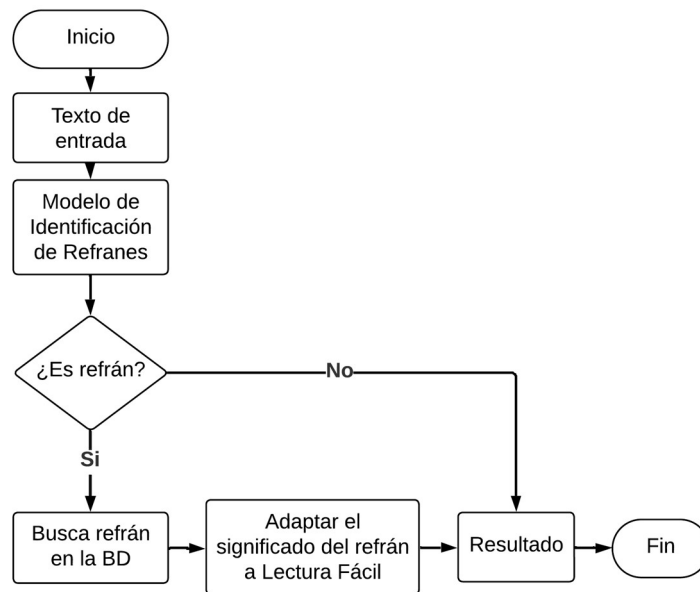 Inicio
Texto de
entrada
Modelo de
Identificación
de Refranes
¿Es refrán?
No
Si
Busca refrán
en la BD
Adaptar el
significado del refrán
a Lectura Fácil
Resultado
Fin